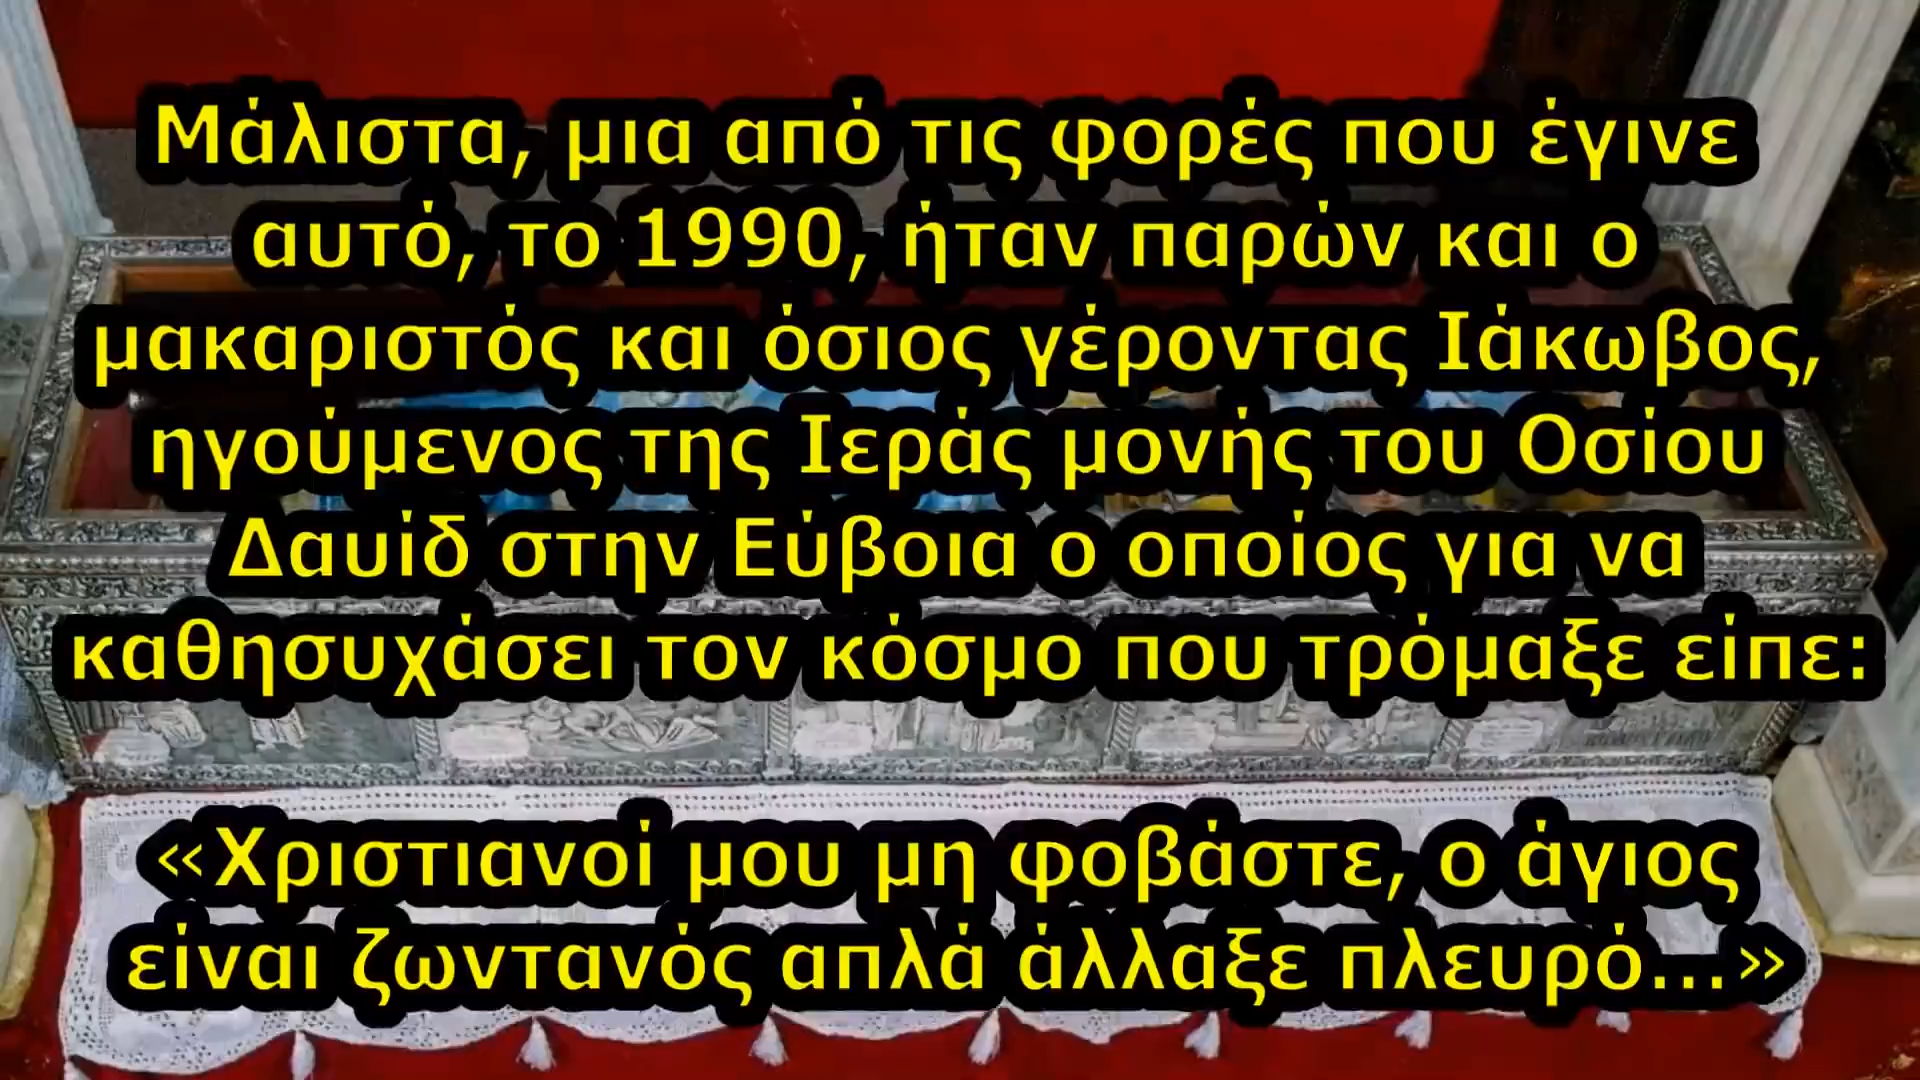 Μάλιστα, μια από τις φορές που έγινε
αυτό, το 1990, ήταν παρών και ο
μακαριστός και όσιος γέροντας Ιάκωβος,
ηγούμενος της Ιεράς μονής του Οσίου
Δαυίδ στην Εύβοια ο οποίος για να
καθησυχάσει τον κόσμο που τρόμαξε είπε:
«Χριστιανοί μου μη φοβάστε, ο άγιος
είναι ζωντανός απλά άλλαξε πλευρό...»